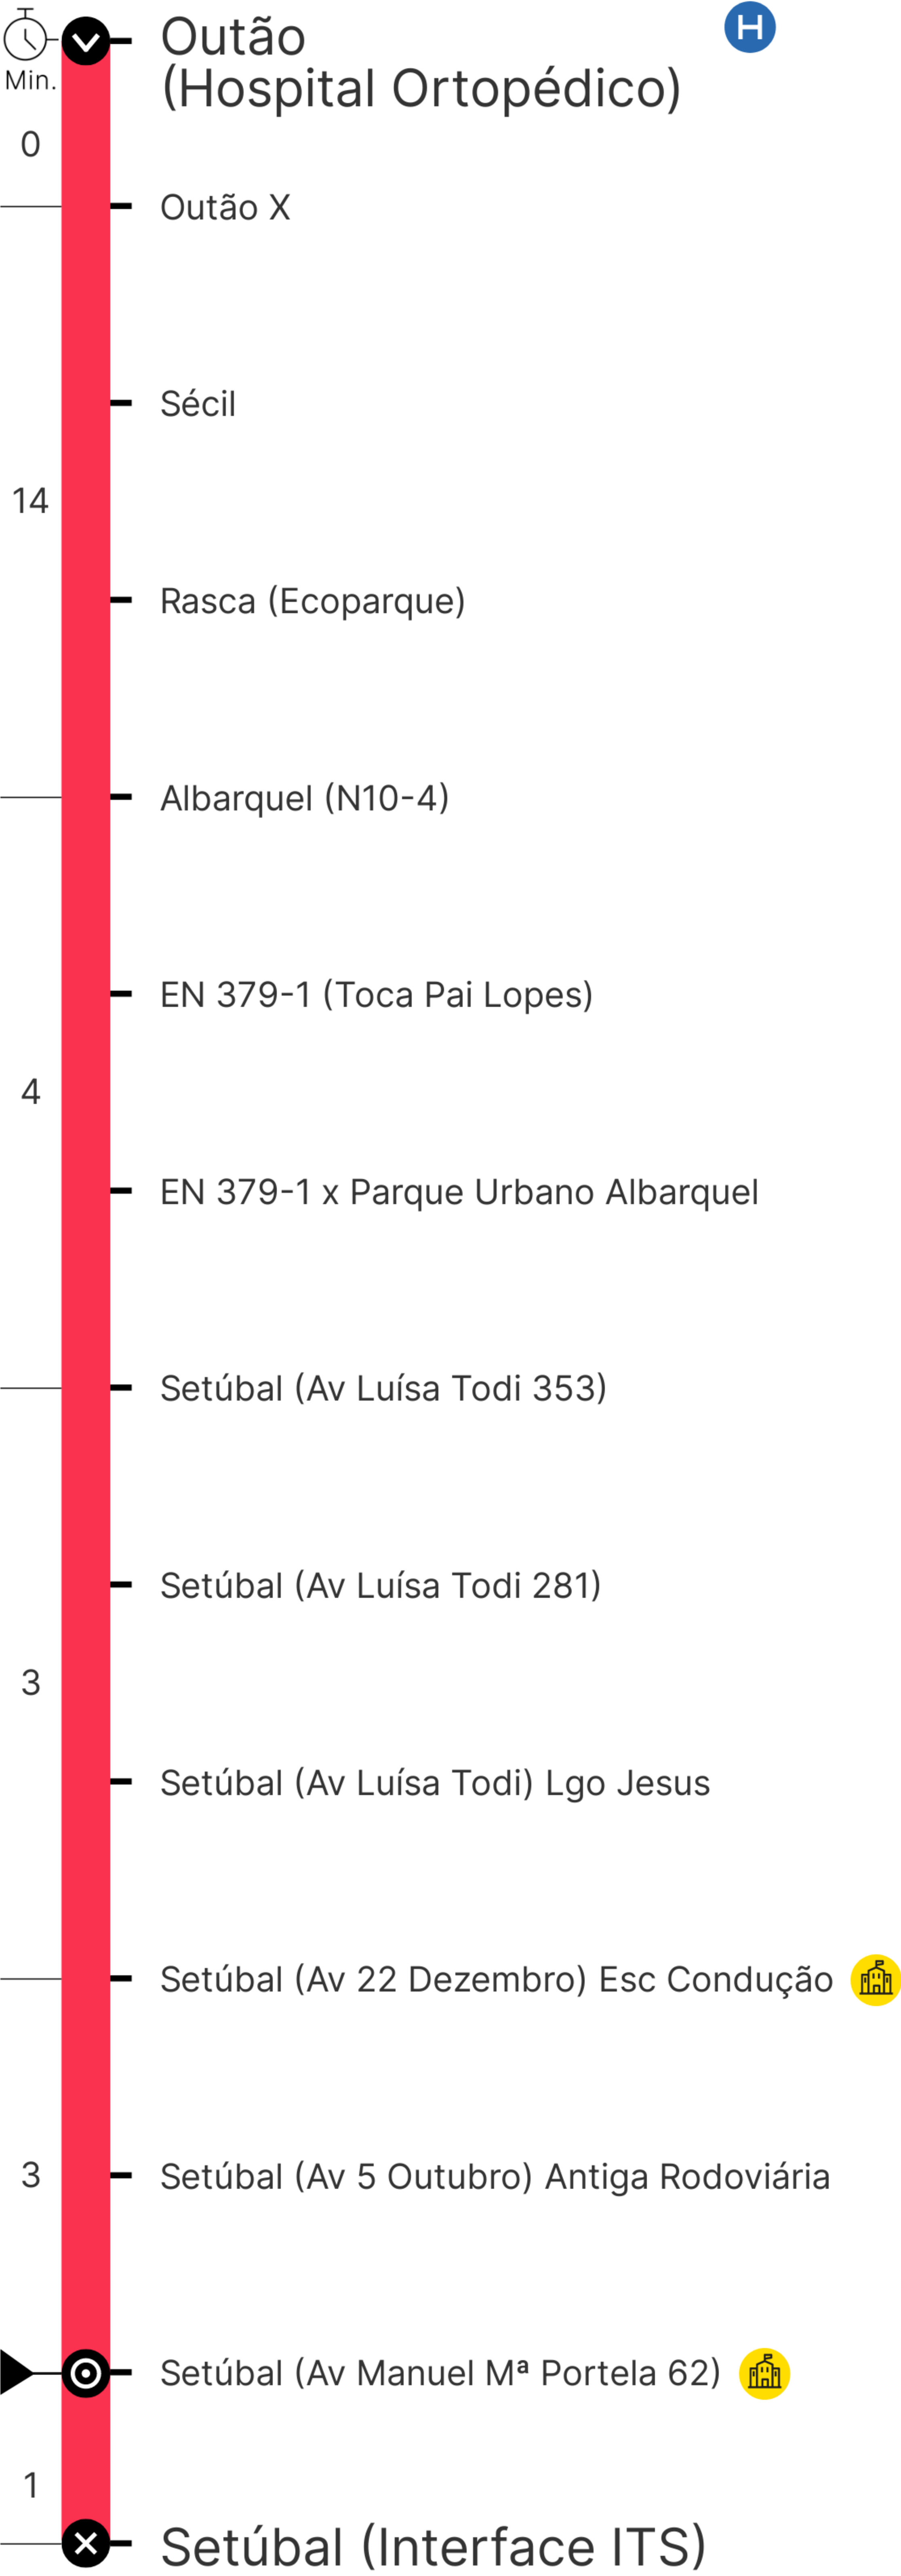 Outão
(Hospital Ortopédico)
H
Min.
0
Outão X
Sécil
14
Rasca (Ecoparque)
Albarquel (N10-4)
EN 379-1 (Toca Pai Lopes)
4
EN 379-1 x Parque Urbano Albarquel
Setúbal (Av Luísa Todi 353)
Setúbal (Av Luísa Todi 281)
3
Setúbal (Av Luísa Todi) Lgo Jesus
Setúbal (Av 22 Dezembro) Esc Condução
3
Setúbal (Av 5 Outubro) Antiga Rodoviária
Setúbal (Av Manuel Mª Portela 62)
1
Setúbal (Interface ITS)